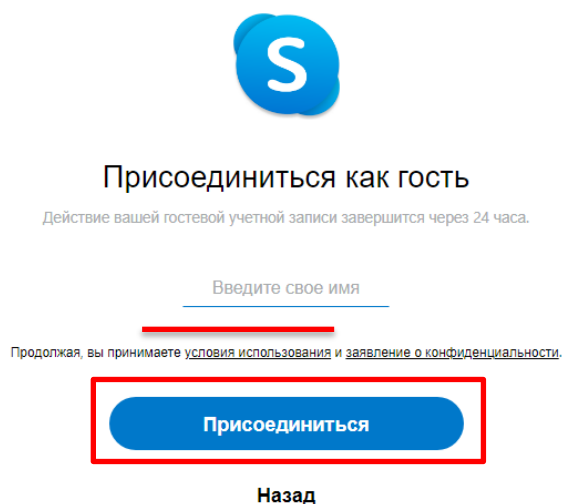 S
Присоединиться как гость
Действие вашей гостевой учетной записи завершится через 24 часа.
Введите свое имя
Продолжая, вы принимаете условия использования и заявление о конфиденциальности.
Присоединиться
Назад